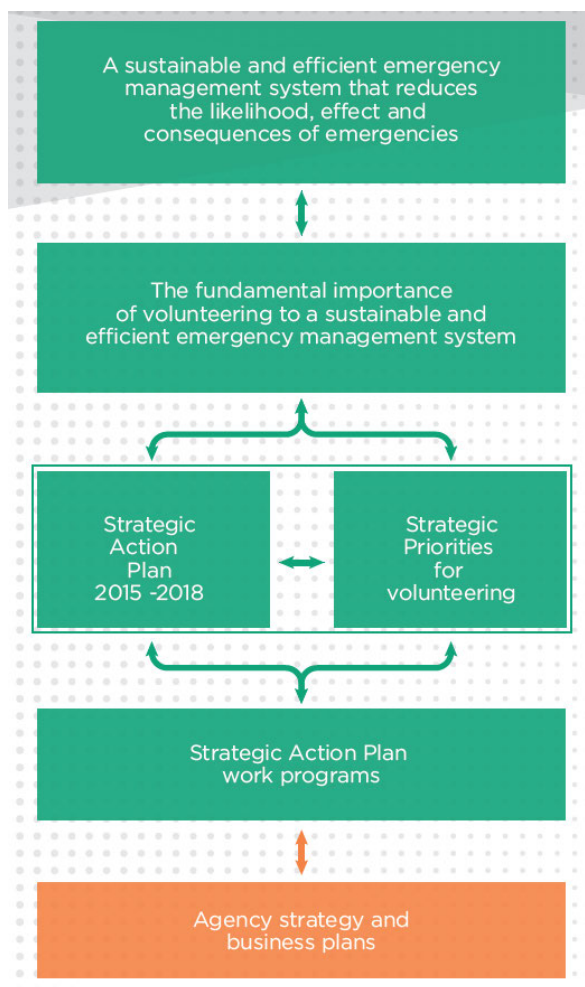 A sustainable and efficient emergency
management system that reduces
the likelihood, effect and
consequences of emergencies
The fundamental importance
of volunteering to a sustainable and
efficient emergency management system
Strategic
Action
Plan
2015 -2018
Strategic
Priorities
for
volunteering
Strategic Action Plan
work programs
Agency strategy and
business plans